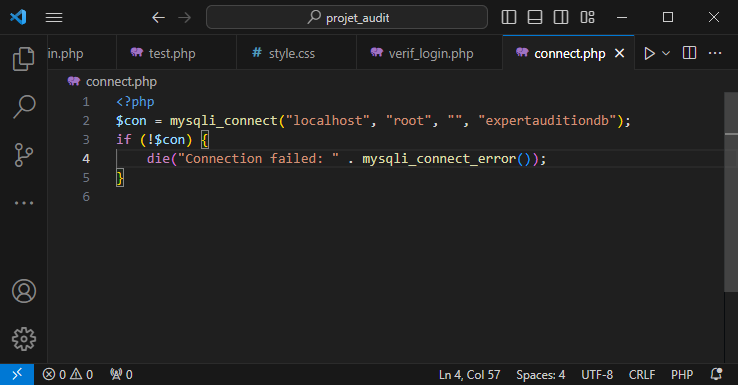 projet_audit
in.php
test.php
# style.css
verif_login.php
connect.php
connect.php
1 <?php
2 $con = mysqli_connect("localhost", "root", "", "expertauditiondb");
3 if (!$con) {
4 die("Connection failed: " . mysqli_connect_error());
5 }
6
0 0 0 Ln 4, Col 57 Spaces: 4 UTF-8 CRLF PHP